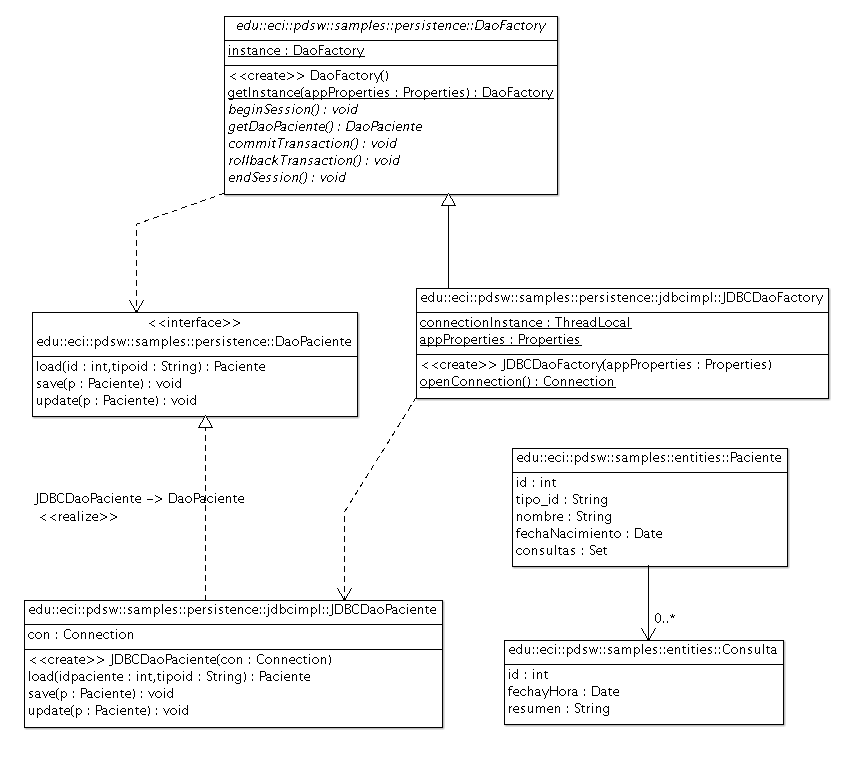 edu::eci::pdsw::samples::persistence::DaoFactory
instance : DaoFactory
<<create>> DaoFactory()
getInstance(appProperties : Properties) : DaoFactory
beginSession() : void
getDaoPaciente() : DaoPaciente
commitTransaction() : void
rollbackTransaction() : void
endSession() : void
<<interface>>
edu::eci::pdsw::samples::persistence::DaoPaciente
load(id : int,tipoid : String) : Paciente
save(p : Paciente) : void
update(p : Paciente) : void
edu::eci::pdsw::samples::persistence::jdbcimpl::JDBCDaoFactory
connectionInstance : ThreadLocal
appProperties : Properties
<<create>> JDBCDaoFactory(appProperties : Properties)
openConnection() : Connection
JDBCDaoPaciente -> DaoPaciente
<<realize>>
edu::eci::pdsw::samples::entities::Paciente
id : int
tipo_id : String
nombre : String
fechaNacimiento : Date
consultas : Set
0..*
edu::eci::pdsw::samples::persistence::jdbcimpl::JDBCDaoPaciente
con : Connection
<<create>> JDBCDaoPaciente(con : Connection)
load(idpaciente : int,tipoid : String) : Paciente
save(p : Paciente) : void
update(p : Paciente) : void
edu::eci::pdsw::samples::entities::Consulta
id : int
fechayHora : Date
resumen : String